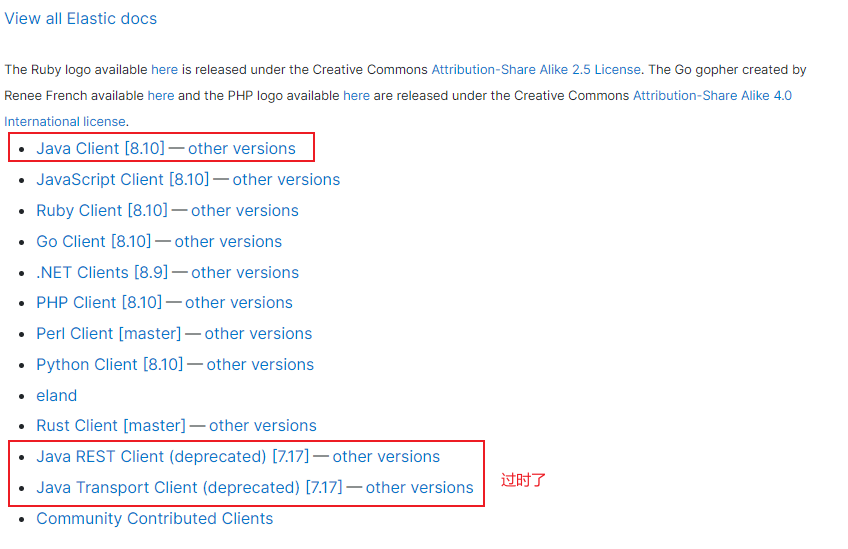 View all Elastic docs
The Ruby logo available here is released under the Creative Commons Attribution-Share Alike 2.5 License. The Go gopher created by
Renee French available here and the PHP logo available here are released under the Creative Commons Attribution-Share Alike 4.0
International license.
Java Client [8.10] — other versions
JavaScript Client [8.10] — other versions
Ruby Client [8.10] — other versions
Go Client [8.10] — other versions
.NET Clients [8.9] — other versions
PHP Client [8.10] — other versions
Perl Client [master] — other versions
Python Client [8.10] — other versions
eland
Rust Client [master] — other versions
Java REST Client (deprecated) [7.17] — other versions
Java Transport Client (deprecated) [7.17] — other versions
过时了
Community Contributed Clients